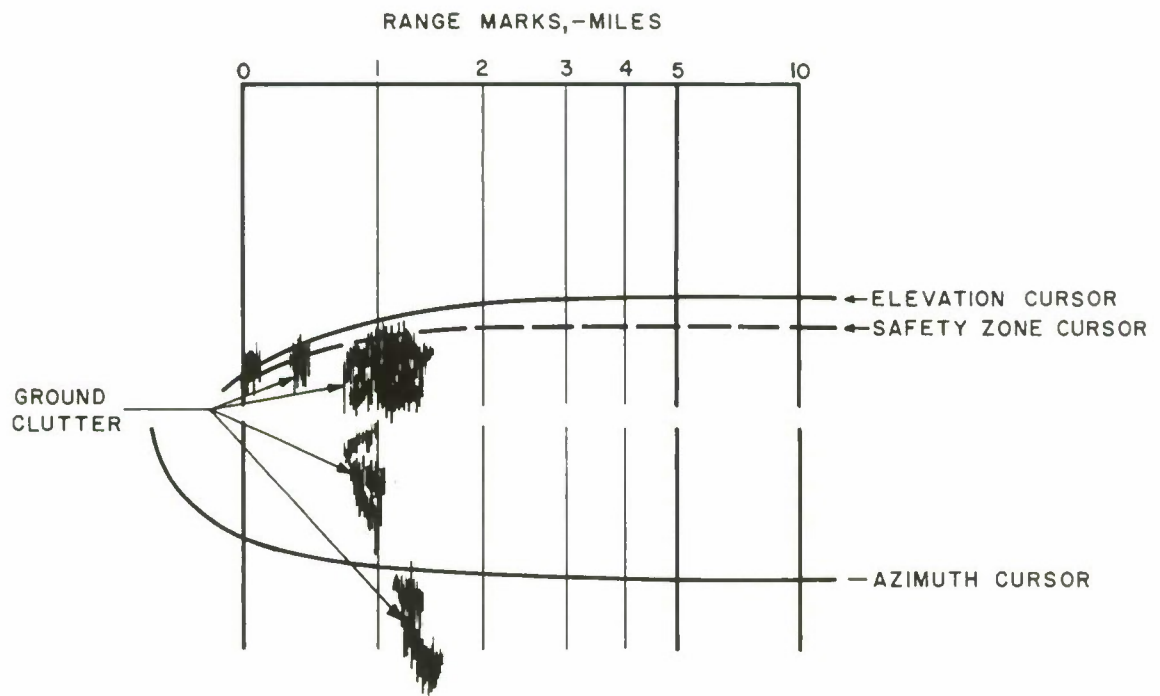 RANGE MARKS,-MILES
0 1 2 3 4 5 10
ELEVATION CURSOR
SAFETY ZONE CURSOR
GROUND
CLUTTER
AZIMUTH CURSOR